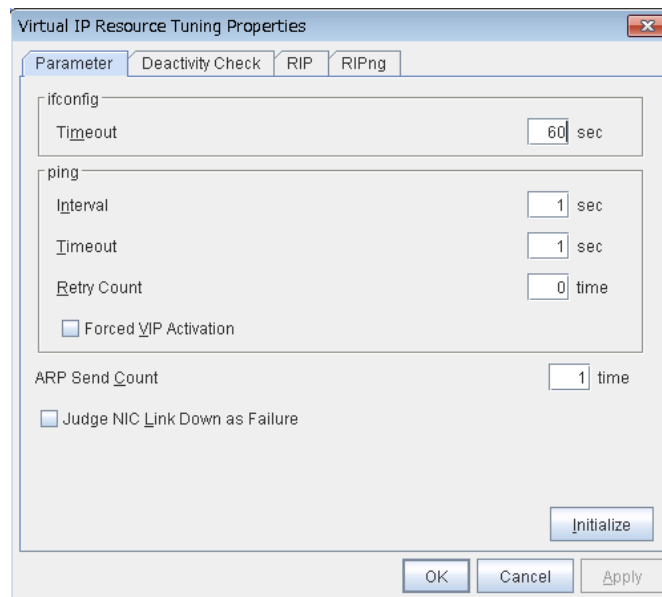 Virtual IP Resource Tuning Properties
Parameter Deactivity Check RIP RIPng
ifconfig
Timeout 60 sec
ping
Interval 1 sec
Timeout 1 sec
Retry Count 0 time
Forced VIP Activation
ARP Send Count 1 time
Judge NIC Link Down as Failure
Initialize
OK Cancel Apply